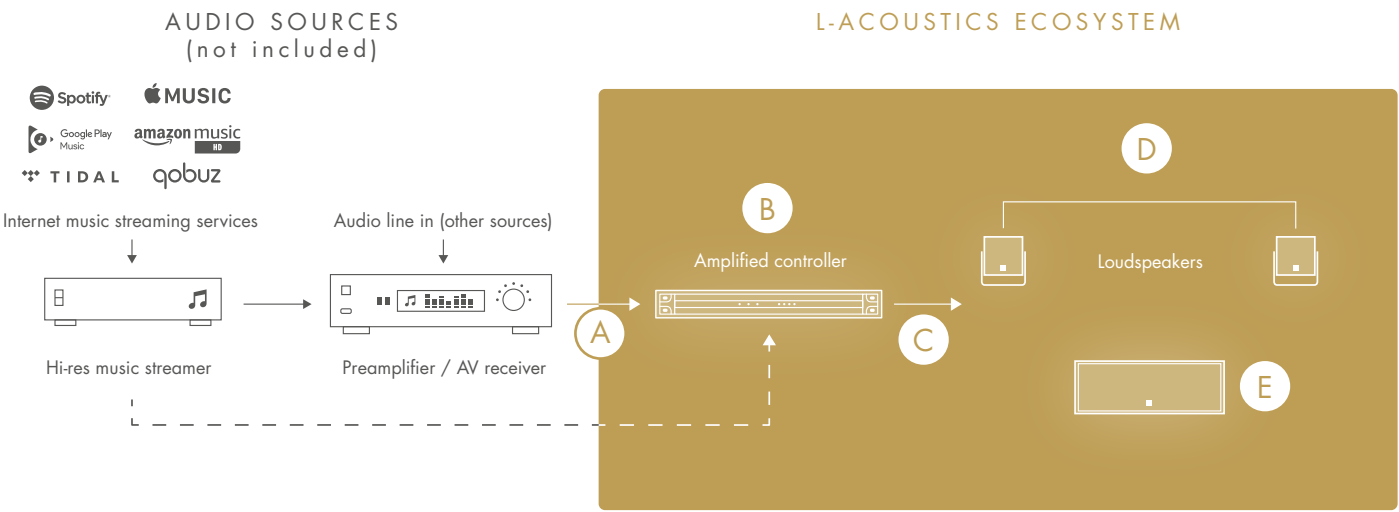 AUDIO SOURCES
(not included)
L-ACOUSTICS ECOSYSTEM
Spotify
MUSIC
Google Play
Music
amazon music
HD
TIDAL
qobuz
Internet music streaming services
Audio line in (other sources)
Hi-res music streamer
Preamplifier / AV receiver
A
B
Amplified controller
C
D
Loudspeakers
E